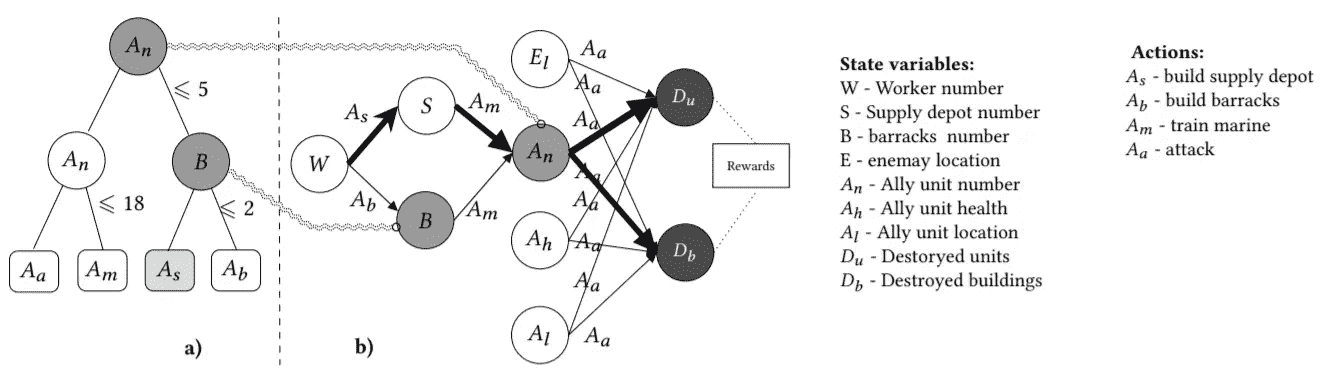 A_n
⩽ 5
A_n
B
⩽ 18
⩽ 2
A_a
A_m
A_s
A_b
a)
W
A_s
S
A_m
A_b
B
A_m
A_n
E_l
A_a
A_a
A_a
A_a
A_a
A_h
A_a
A_a
A_l
A_a
D_u
D_b
Rewards
b)
State variables:
W - Worker number
S - Supply depot number
B - barracks number
E - enemay location
A_n - Ally unit number
A_h - Ally unit health
A_l - Ally unit location
D_u - Destoryed units
D_b - Destroyed buildings
Actions:
A_s - build supply depot
A_b - build barracks
A_m - train marine
A_a - attack